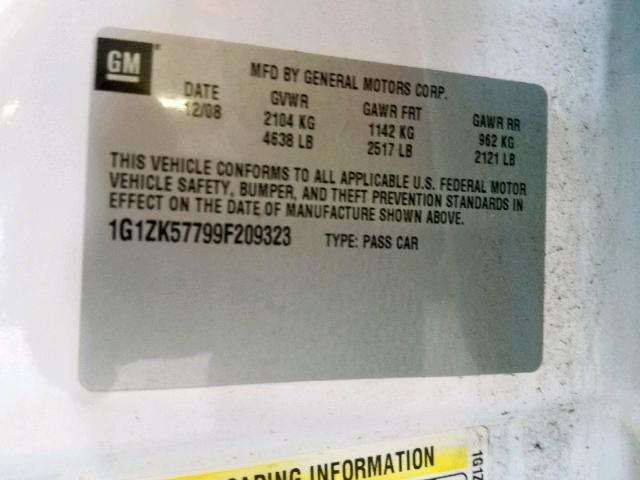 GM
MFD BY GENERAL MOTORS CORP.
DATE GVWR GAWR FRT GAWR RR
12/08 2104 KG 1142 KG 962 KG
4638 LB 2517 LB 2121 LB
THIS VEHICLE CONFORMS TO ALL APPLICABLE U.S. FEDERAL MOTOR
VEHICLE SAFETY, BUMPER, AND THEFT PREVENTION STANDARDS IN
EFFECT ON THE DATE OF MANUFACTURE SHOWN ABOVE.
1G1ZK57799F209323 TYPE: PASS CAR
INFORMATION
1G1Z